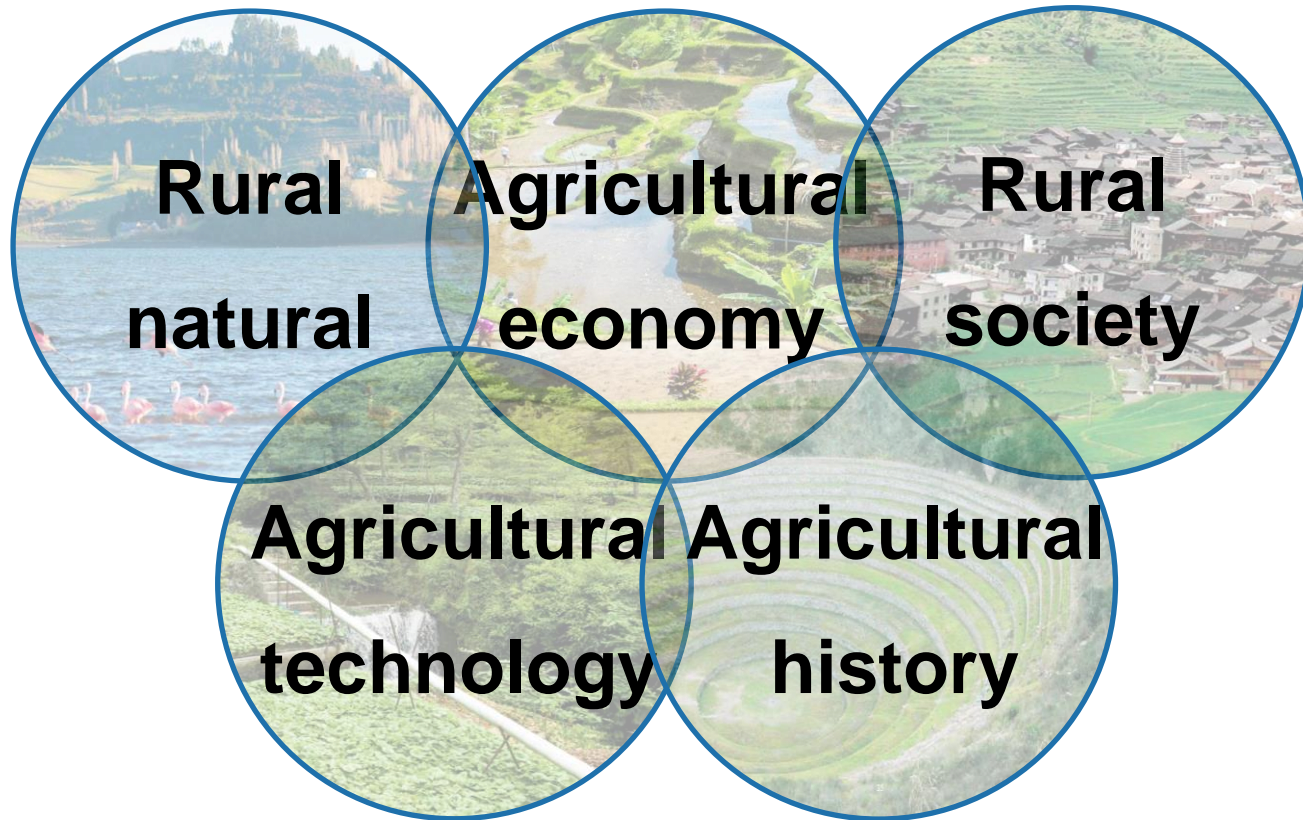 Rural
natural
Agricultural
economy
Rural
society
Agricultural
technology
Agricultural
history